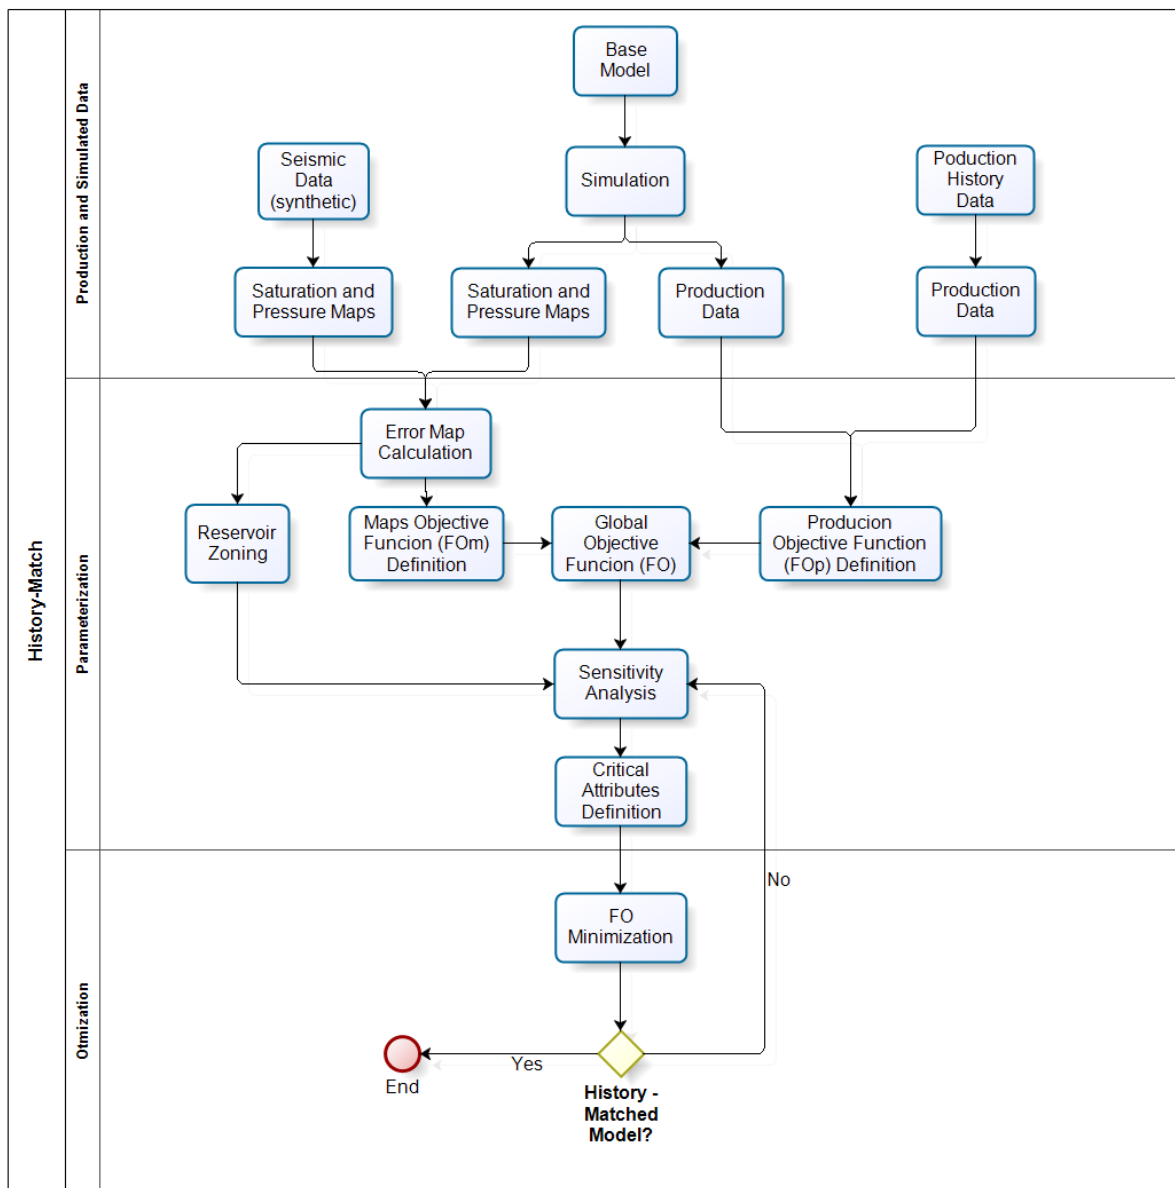 History-Match
Production and Simulated Data
Base
Model
Seismic
Data
(synthetic)
Simulation
Poduction
History
Data
Saturation and
Pressure Maps
Saturation and
Pressure Maps
Production
Data
Production
Data
Parameterization
Error Map
Calculation
Reservoir
Zoning
Maps Objective
Funcion (FOm)
Definition
Global
Objective
Funcion (FO)
Producion
Objective Function
(FOp) Definition
Sensitivity
Analysis
Critical
Attributes
Definition
Otmization
No
FO
Minimization
Yes
End
History -
Matched
Model?